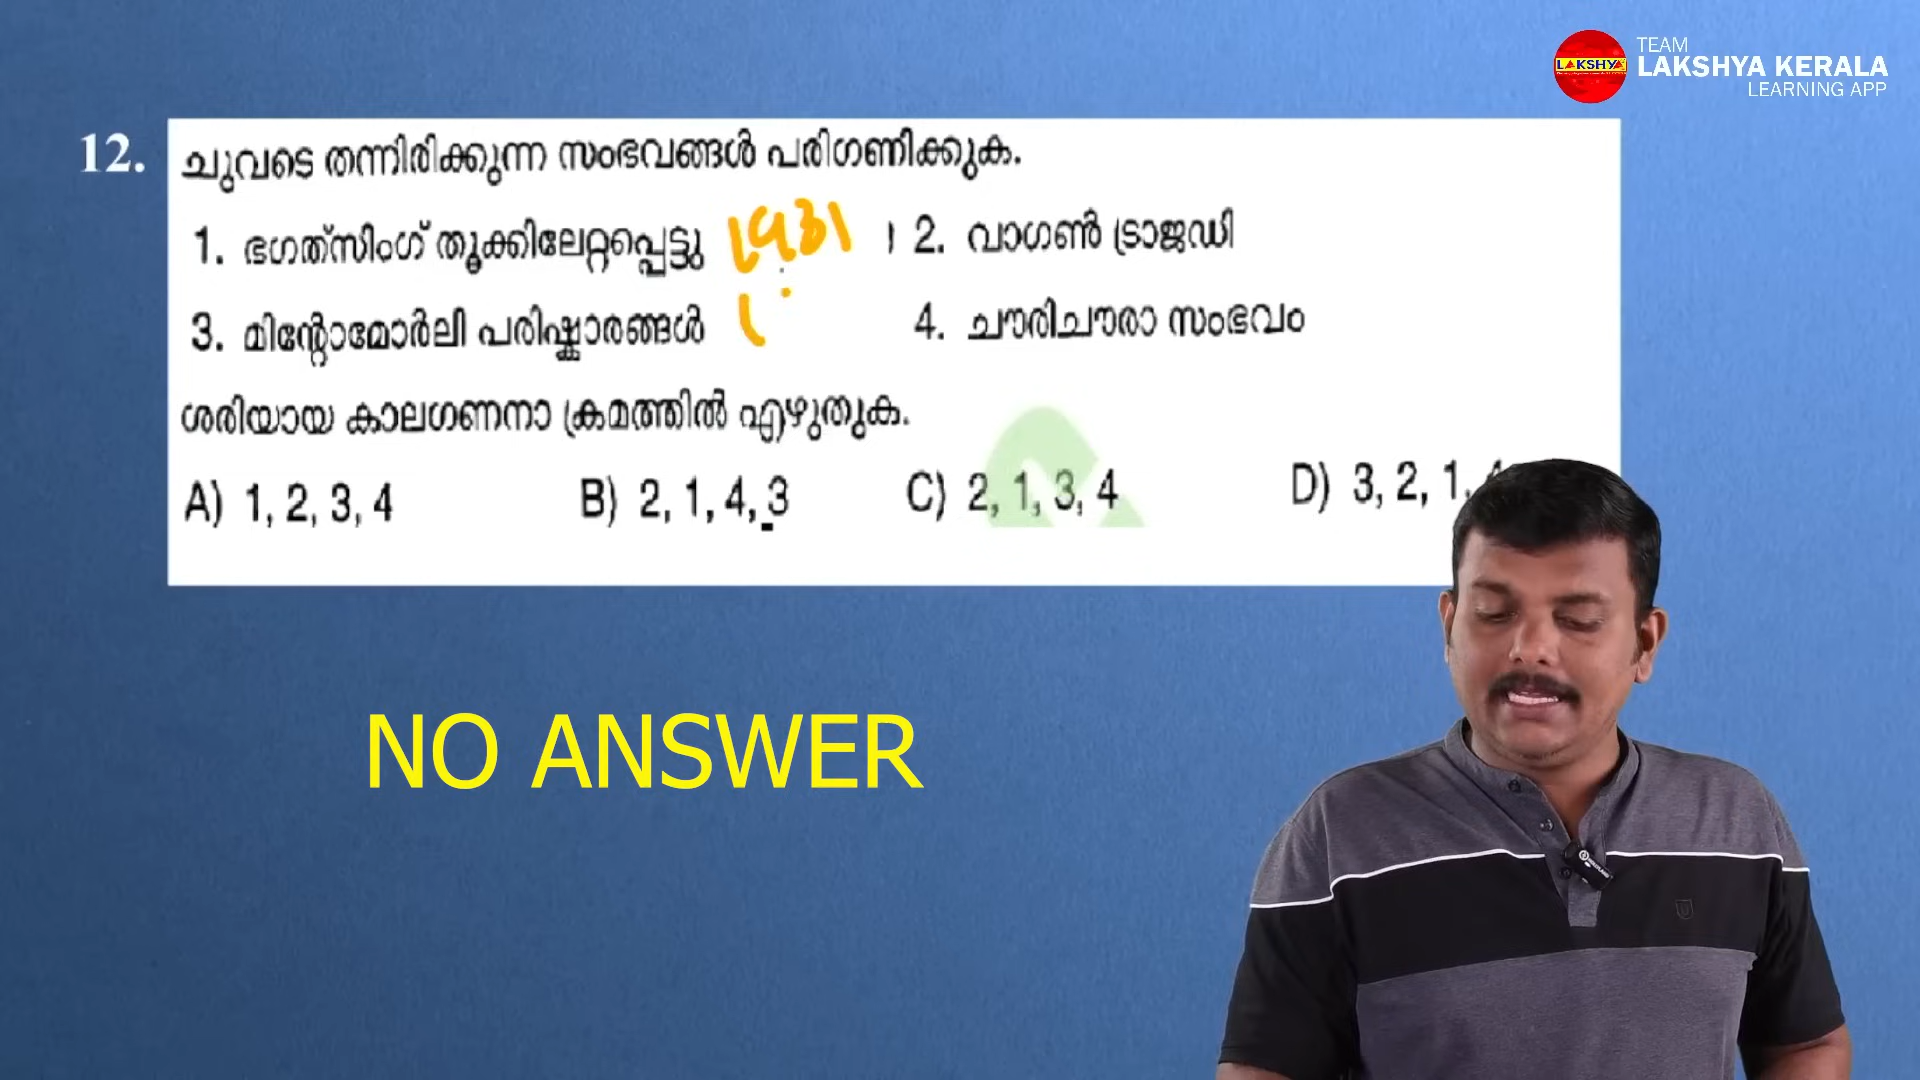 TEAM
LAKSHYA
LAKSHYA KERALA
LEARNING APP
12. ചുവടെ തന്നിരിക്കുന്ന സംഭവങ്ങൾ പരിഗണിക്കുക.
1. ഭഗത്‌സിംഗ് തൂക്കിലേറ്റപ്പെട്ടു 1931 2. വാഗൺ ട്രാജഡി
3. മിന്റോമോർലി പരിഷ്കാരങ്ങൾ 4. ചൗരിചൗരാ സംഭവം
ശരിയായ കാലഗണനാ ക്രമത്തിൽ എഴുതുക.
A) 1, 2, 3, 4 B) 2, 1, 4, 3 C) 2, 1, 3, 4 D) 3, 2, 1,
NO ANSWER